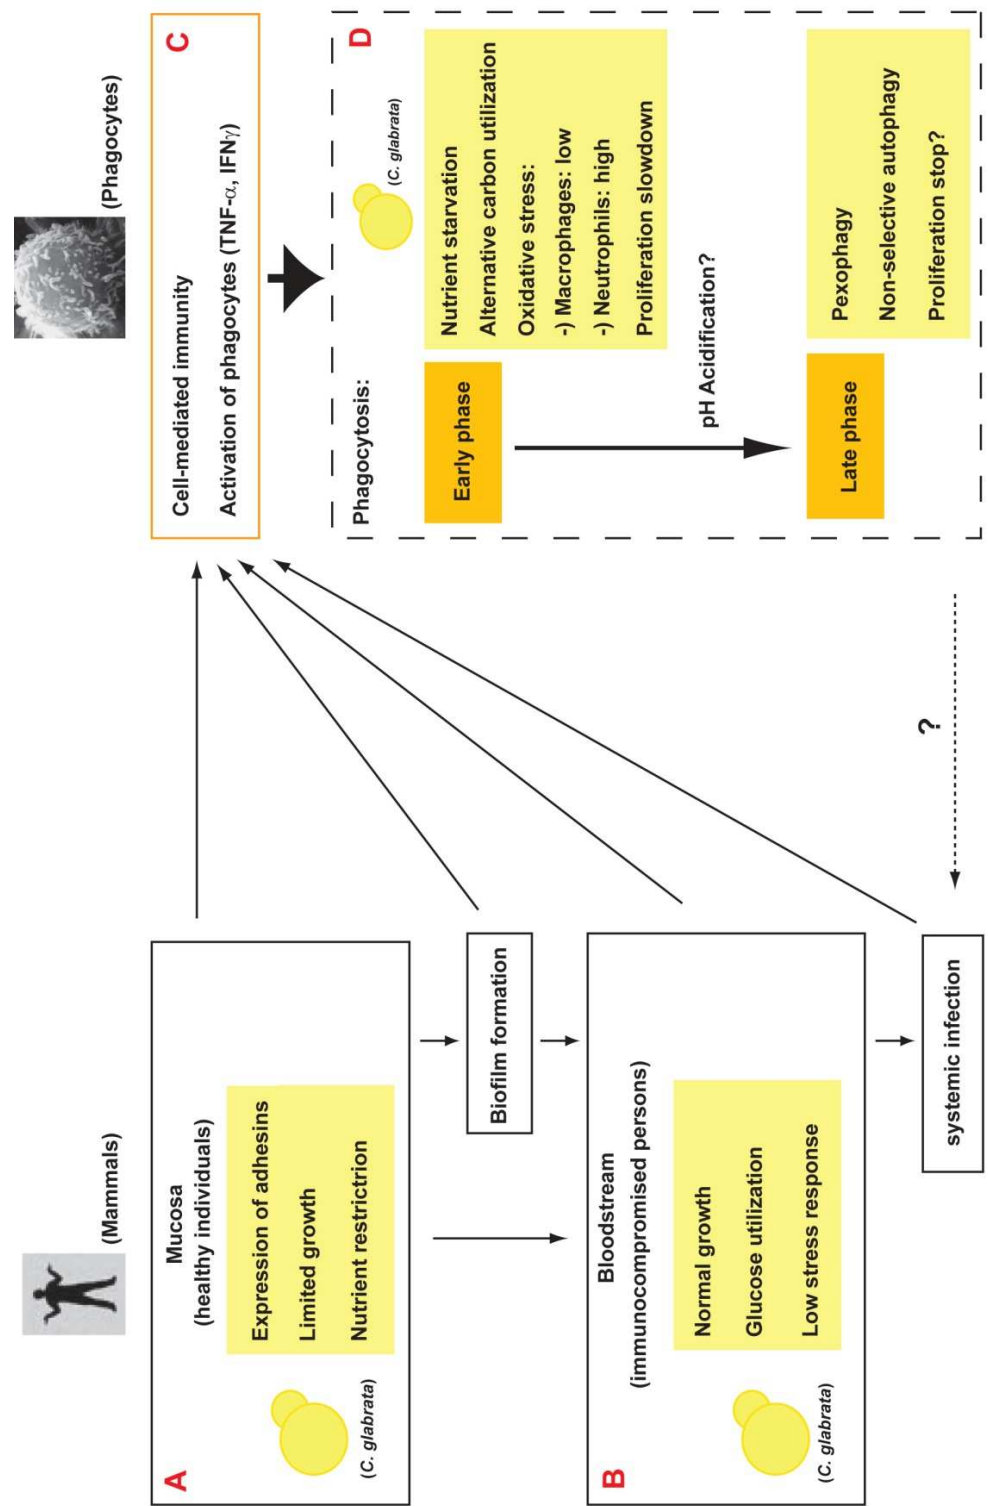 (Mammals)
A
Mucosa
(healthy individuals)
Expression of adhesins
Limited growth
Nutrient restrictrion
(C. glabrata)
Biofilm formation
B
Bloodstream
(immunocompromised persons)
Normal growth
Glucose utilization
Low stress response
(C. glabrata)
systemic infection
(Phagocytes)
C
Cell-mediated immunity
Activation of phagocytes (TNF-α, IFNγ)
D
Phagocytosis:
(C. glabrata)
Early phase
Nutrient starvation
Alternative carbon utilization
Oxidative stress:
-) Macrophages: low
-) Neutrophils: high
Proliferation slowdown
pH Acidification?
Late phase
Pexophagy
Non-selective autophagy
Proliferation stop?
?